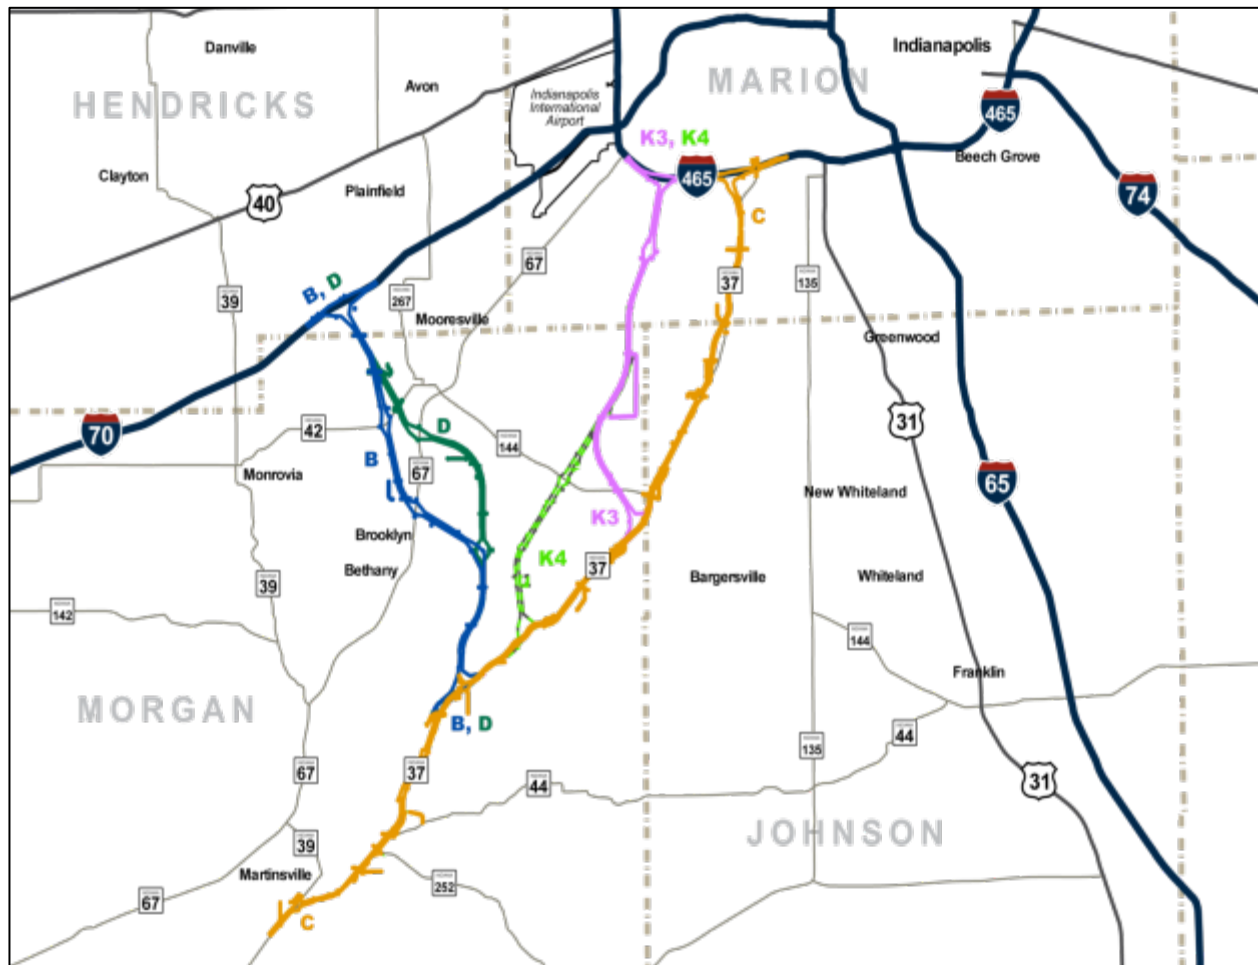 Danville
Indianapolis
Avon
MARION
HENDRICKS
Indianapolis
International
Airport
465
K3, K4
Beech Grove
Clayton
465
Plainfield
74
40
C
67
37
135
39
B, D
267
Mooresville
Greenwood
31
42
D
70
144
B
67
Monrovia
65
New Whiteland
K3
Brooklyn
K4
37
Bethany
Bargersville
Whiteland
39
142
144
Franklin
MORGAN
B, D
44
135
37
67
31
44
JOHNSON
39
Martinsville
252
67
C